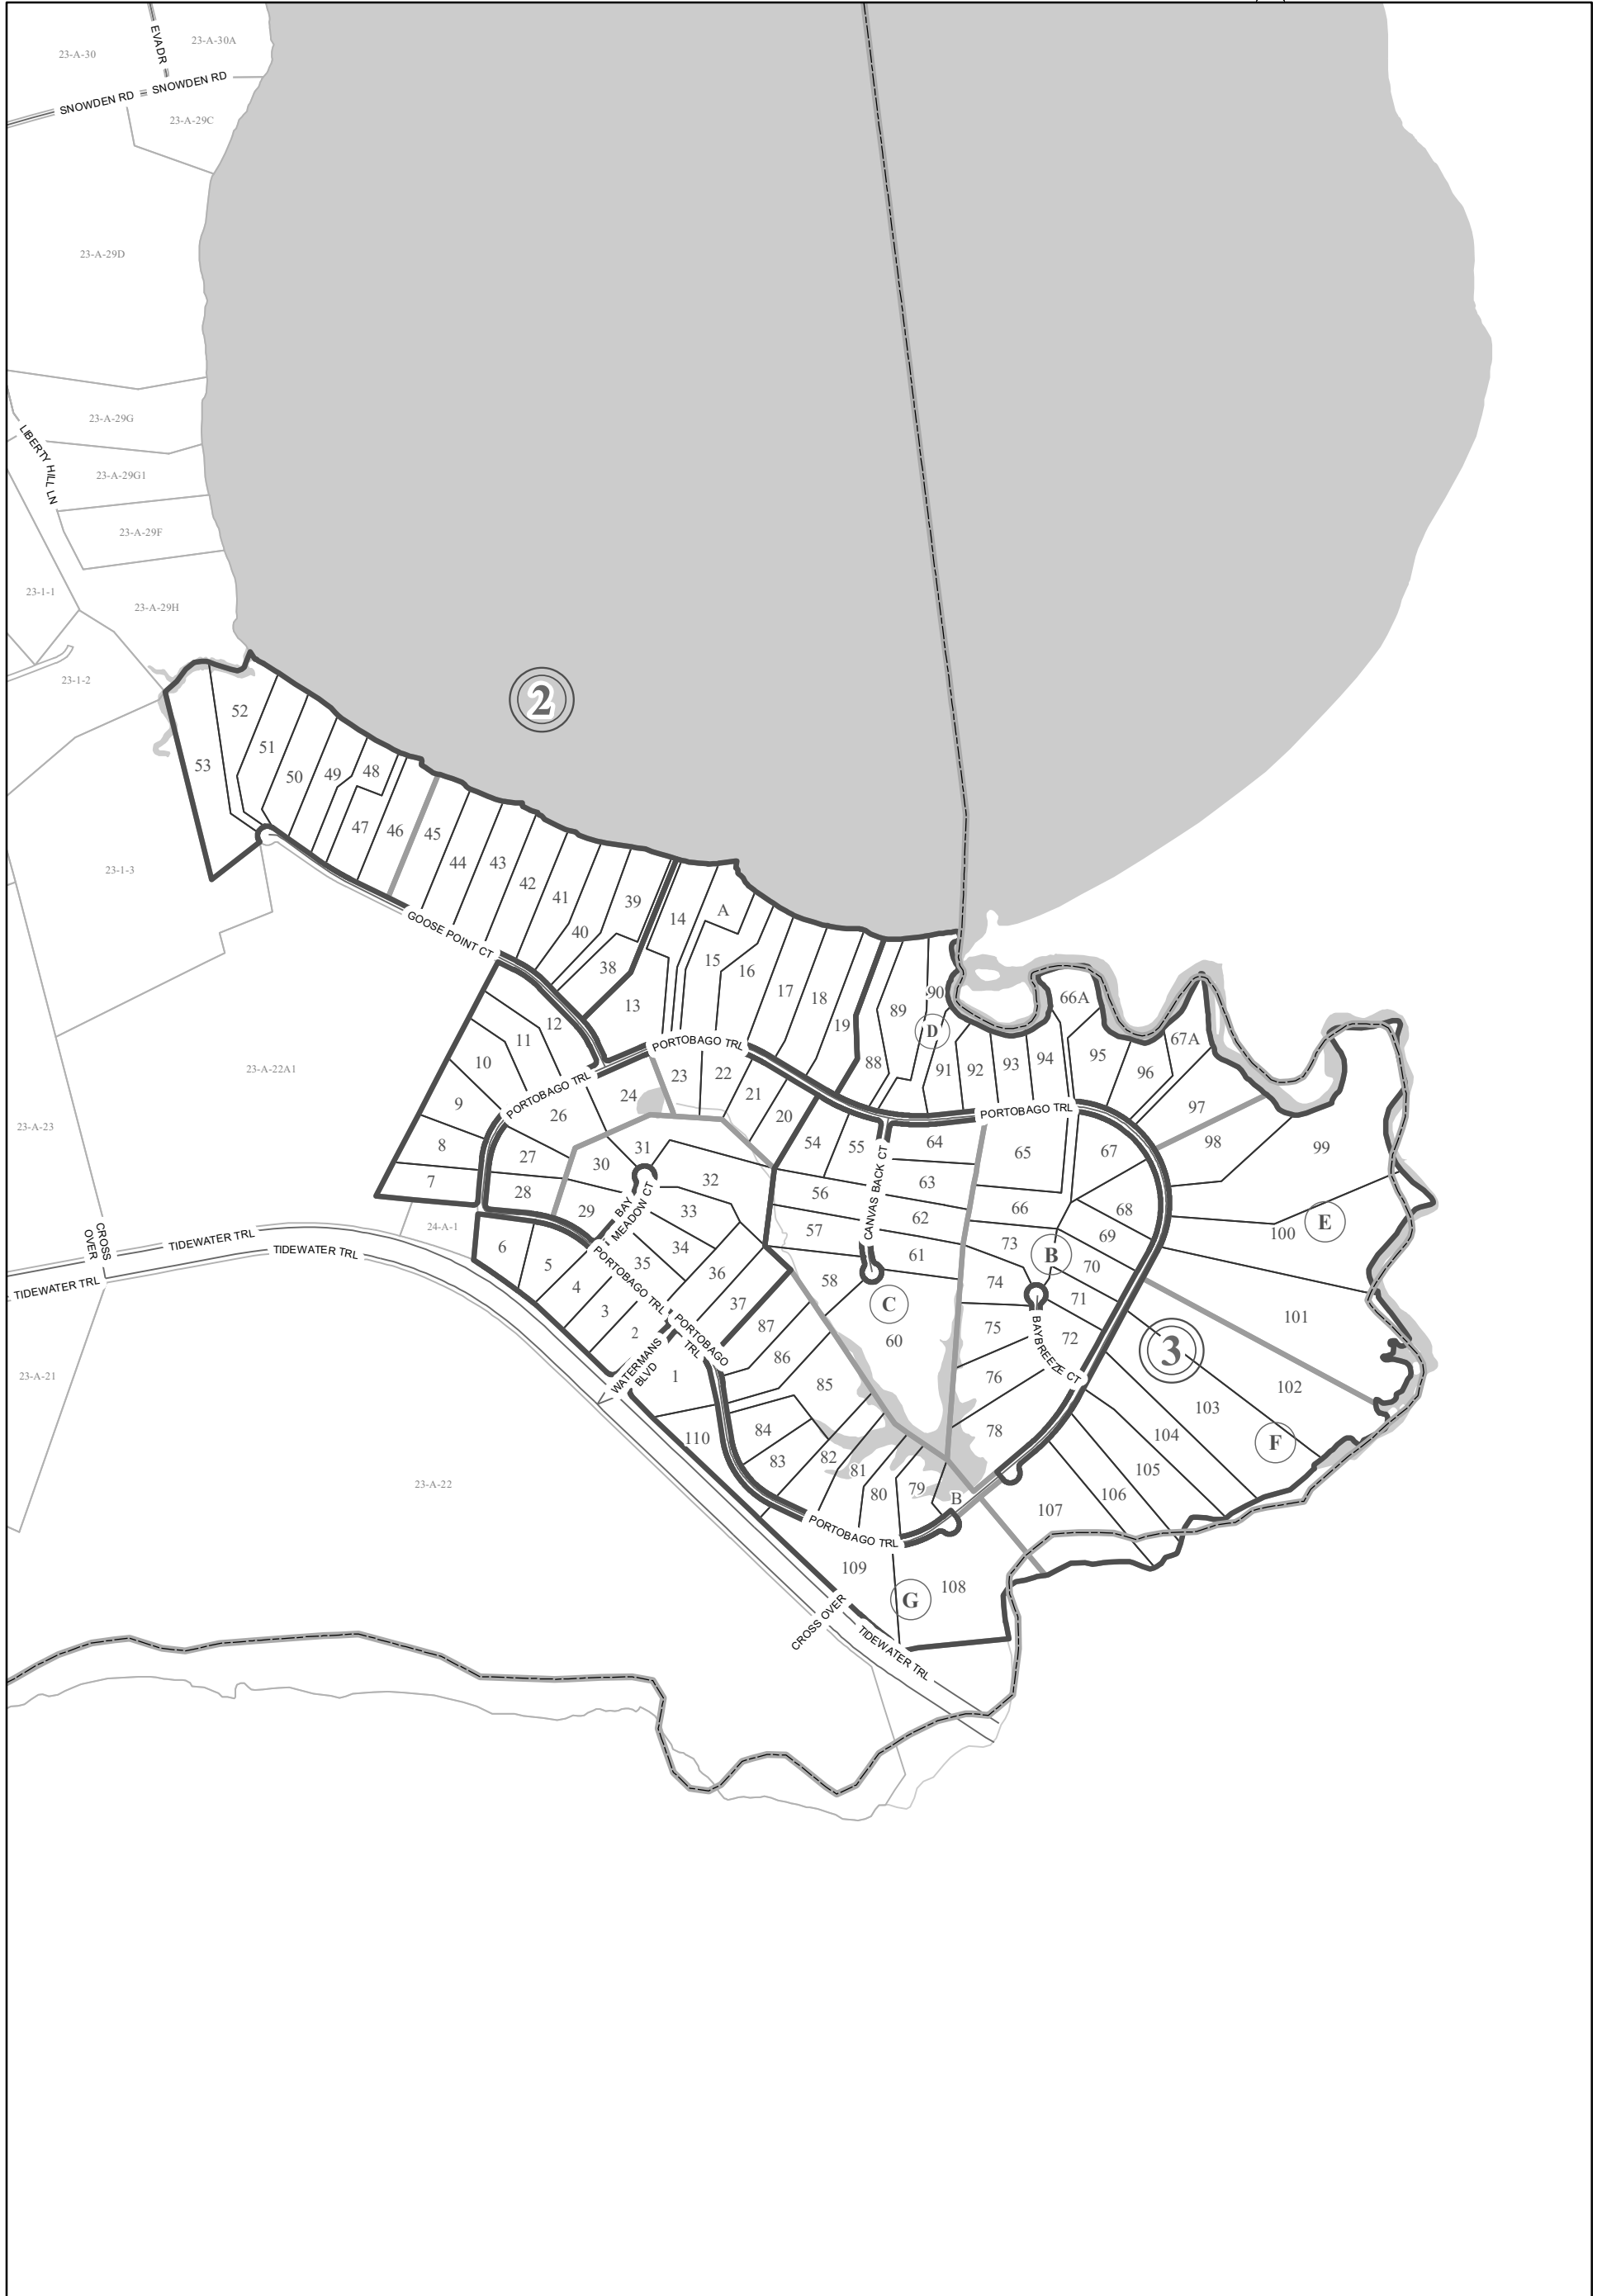 EVADR
23-A-30A
23-A-30
SNOWDEN RD
SNOWDEN RD
23-A-29C
23-A-29D
23-A-29G
LIBERTY HILL LN
23-A-29G1
23-A-29F
23-1-1
23-A-29H
23-1-2
2
52
51
53
50
49
48
47
46
45
23-1-3
44
43
42
41
39
14
A
GOOSE POINT CT
40
38
15
16
17
18
19
89
90
66A
13
12
11
D
67A
PORTOBAGO TRL
10
88
91
92
93
94
95
96
23-A-22A1
23
22
21
20
PORTOBAGO TRL
24
26
9
97
98
99
PORTOBAGO TRL
23-A-23
8
54
55
64
65
67
31
27
30
32
63
7
28
56
CANVAS BACK CT
66
68
29
BAY
MEADOW CT
33
57
62
69
100
E
24-A-1
CROSS
OVER
TIDEWATER TRL
TIDEWATER TRL
6
5
34
35
61
73
B
70
TIDEWATER TRL
PORTOBAGO TRL
4
36
58
74
71
3
37
C
75
72
BAYBREEZE CT
101
2
PORTOBAGO
TRL
87
60
3
WATERMANS
BLVD
1
86
85
76
102
23-A-21
103
110
84
78
104
F
83
82
81
105
23-A-22
80
79
B
106
107
PORTOBAGO TRL
109
108
G
CROSS OVER
TIDEWATER TRL